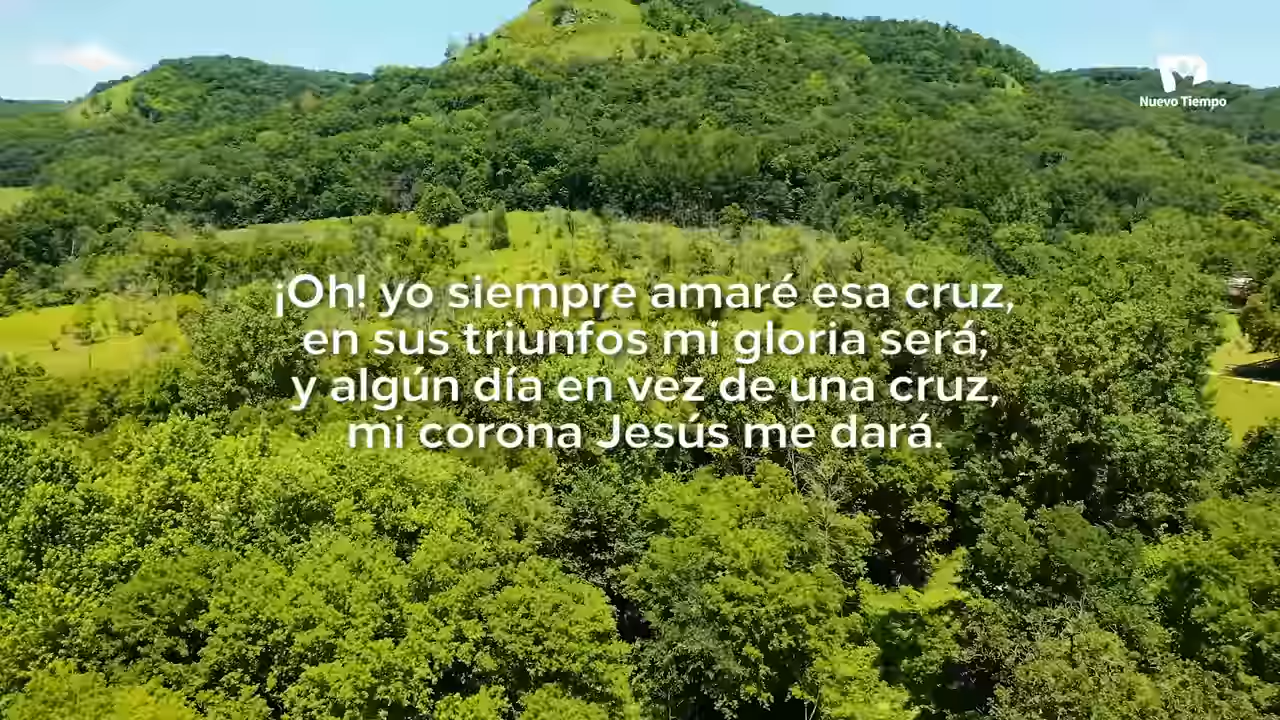 Nuevo Tiempo
¡Oh! yo siempre amaré esa cruz,
en sus triunfos mi gloria será;
y algún día en vez de una cruz,
mi corona Jesús me dará.